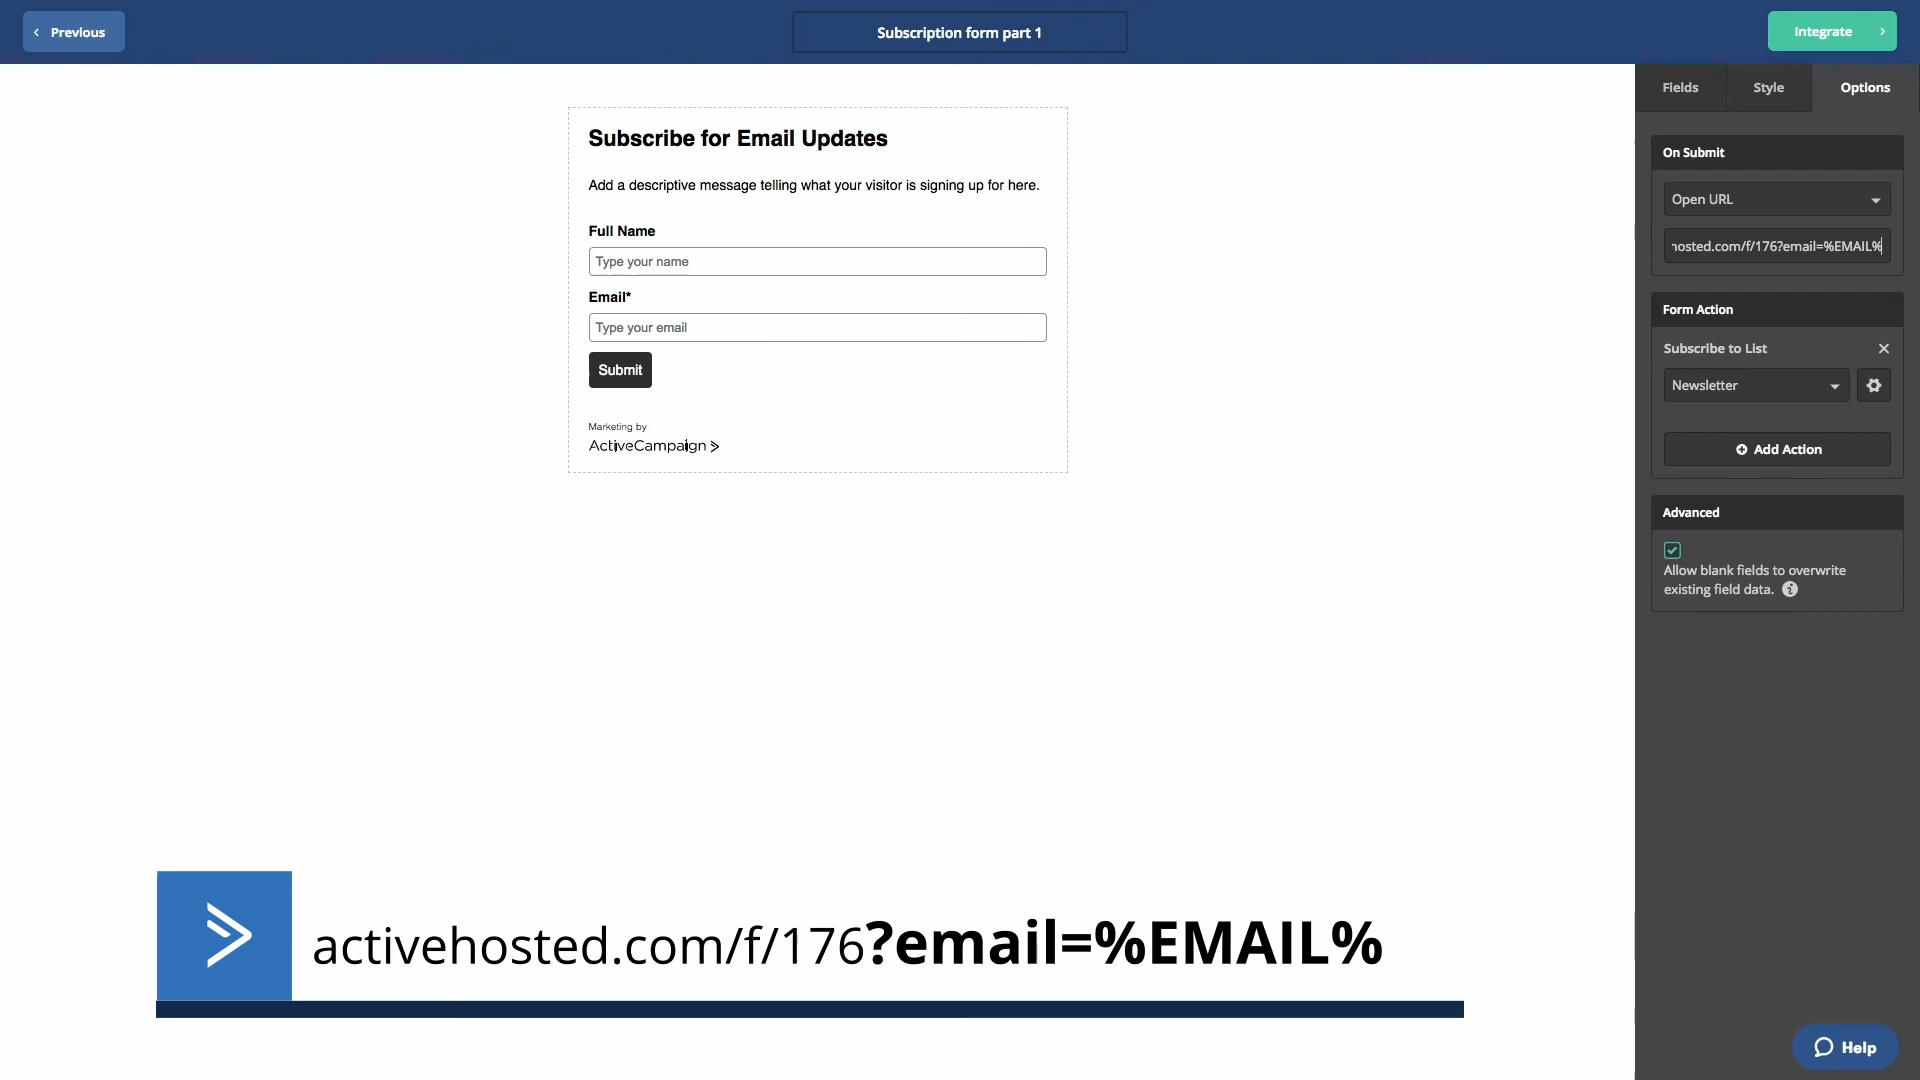 Previous
Subscription form part 1
Integrate
Fields
Style
Options
Subscribe for Email Updates
Add a descriptive message telling what your visitor is signing up for here.
Full Name
Type your name
Email*
Type your email
Submit
Marketing by
ActiveCampaign
On Submit
Open URL
hosted.com/f/176?email=%EMAIL%
Form Action
Subscribe to List
Newsletter
Add Action
Advanced
Allow blank fields to overwrite
existing field data.
activehosted.com/f/176?email=%EMAIL%
Help